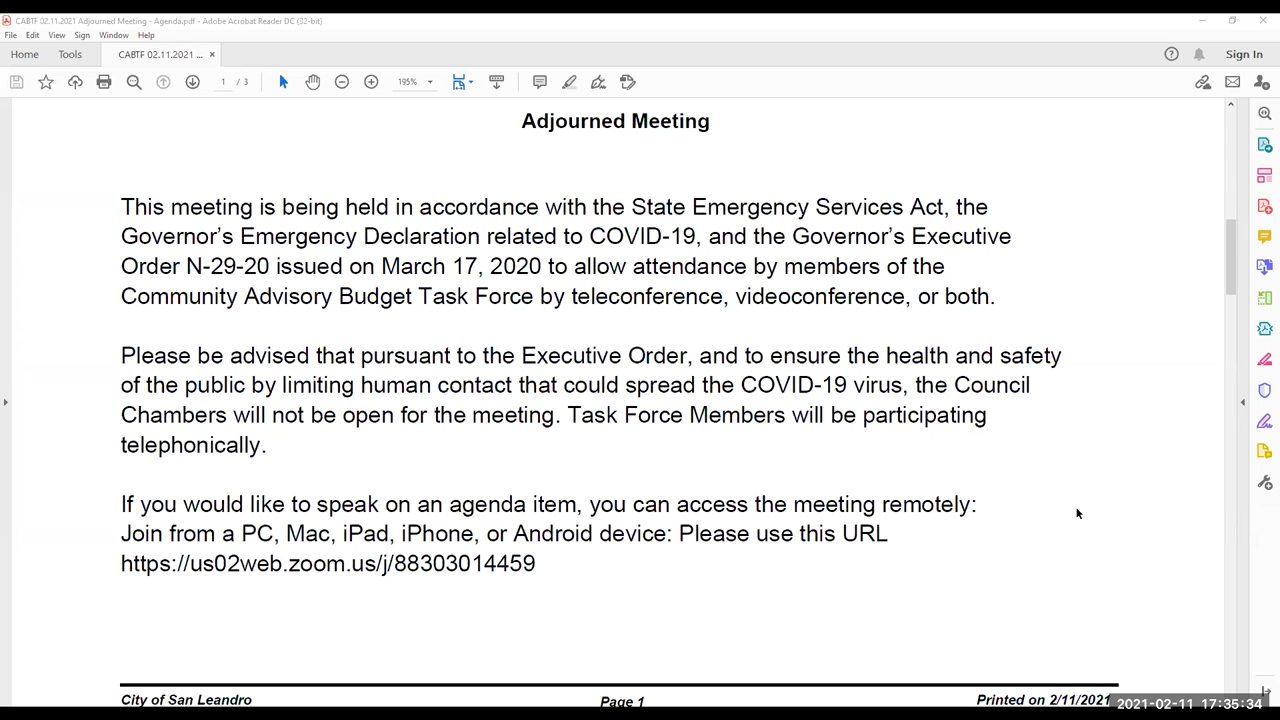 CABTF 02.11.2021 Adjourned Meeting - Agenda.pdf - Adobe Acrobat Reader DC (32-bit)
File Edit View Sign Window Help
Home Tools CABTF 02.11.2021 ... × Sign In
1 / 3 195%
Adjourned Meeting
This meeting is being held in accordance with the State Emergency Services Act, the
Governor’s Emergency Declaration related to COVID-19, and the Governor’s Executive
Order N-29-20 issued on March 17, 2020 to allow attendance by members of the
Community Advisory Budget Task Force by teleconference, videoconference, or both.
Please be advised that pursuant to the Executive Order, and to ensure the health and safety
of the public by limiting human contact that could spread the COVID-19 virus, the Council
Chambers will not be open for the meeting. Task Force Members will be participating
telephonically.
If you would like to speak on an agenda item, you can access the meeting remotely:
Join from a PC, Mac, iPad, iPhone, or Android device: Please use this URL
https://us02web.zoom.us/j/88303014459
City of San Leandro Page 1 Printed on 2/11/2021
2021-02-11 17:35:34